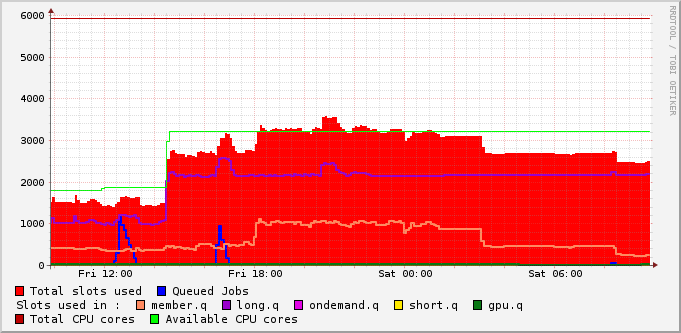 6000
5000
4000
3000
2000
1000
0
Fri 12:00 Fri 18:00 Sat 00:00 Sat 06:00
RRDTOOL / TOBI OETIKER
Total slots used Queued Jobs
Slots used in : member.q long.q ondemand.q short.q gpu.q
Total CPU cores Available CPU cores